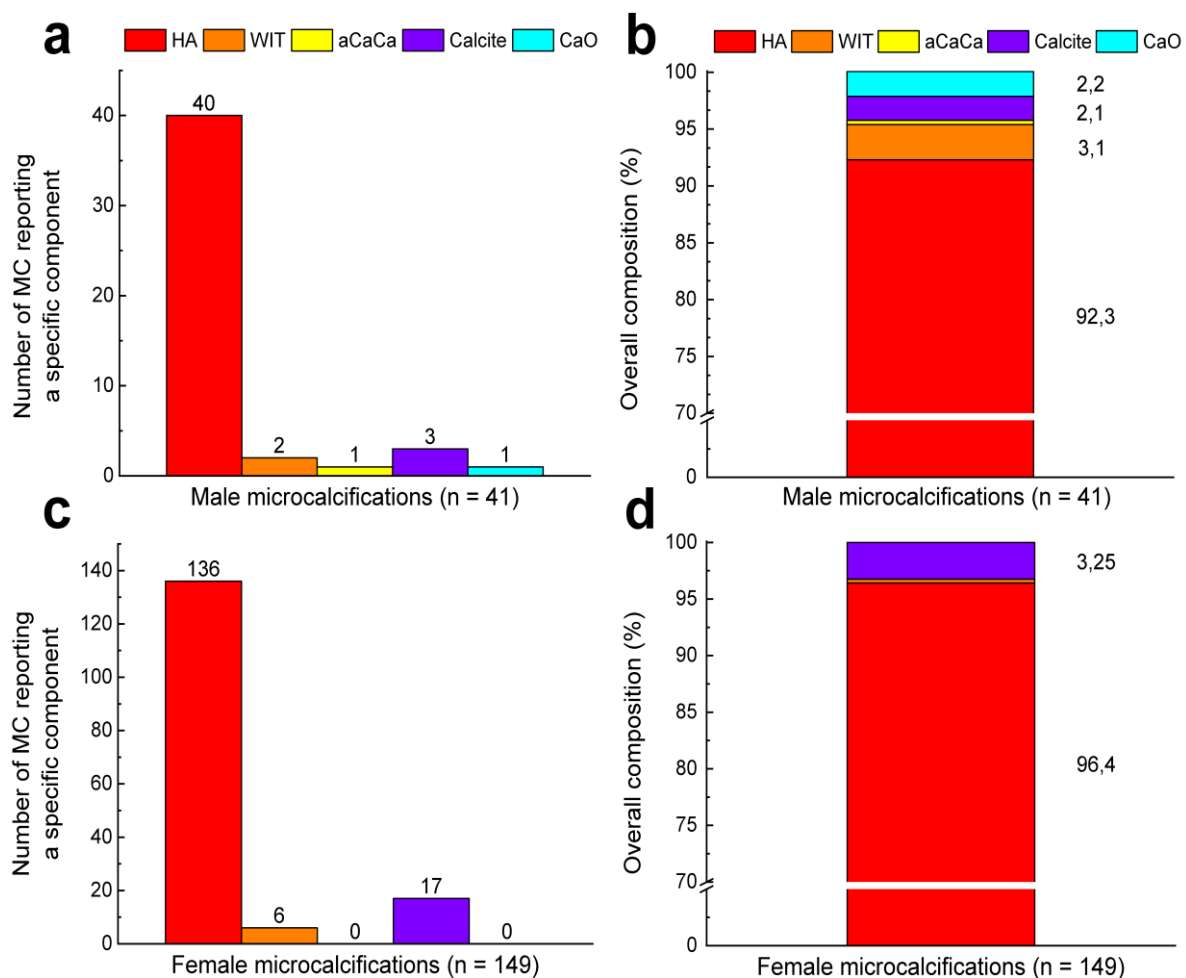 a
HA WIT aCaCa Calcite CaO
Number of MC reporting
a specific component
40
30
20
10
0
40
2
1
3
1
Male microcalcifications (n = 41)
b
HA WIT aCaCa Calcite CaO
Overall composition (%)
100
95
90
85
80
75
70
0
2,2
2,1
3,1
92,3
Male microcalcifications (n = 41)
c
Number of MC reporting
a specific component
140
120
100
80
60
40
20
0
136
6
0
17
0
Female microcalcifications (n = 149)
d
Overall composition (%)
100
95
90
85
80
75
70
0
3,25
96,4
Female microcalcifications (n = 149)